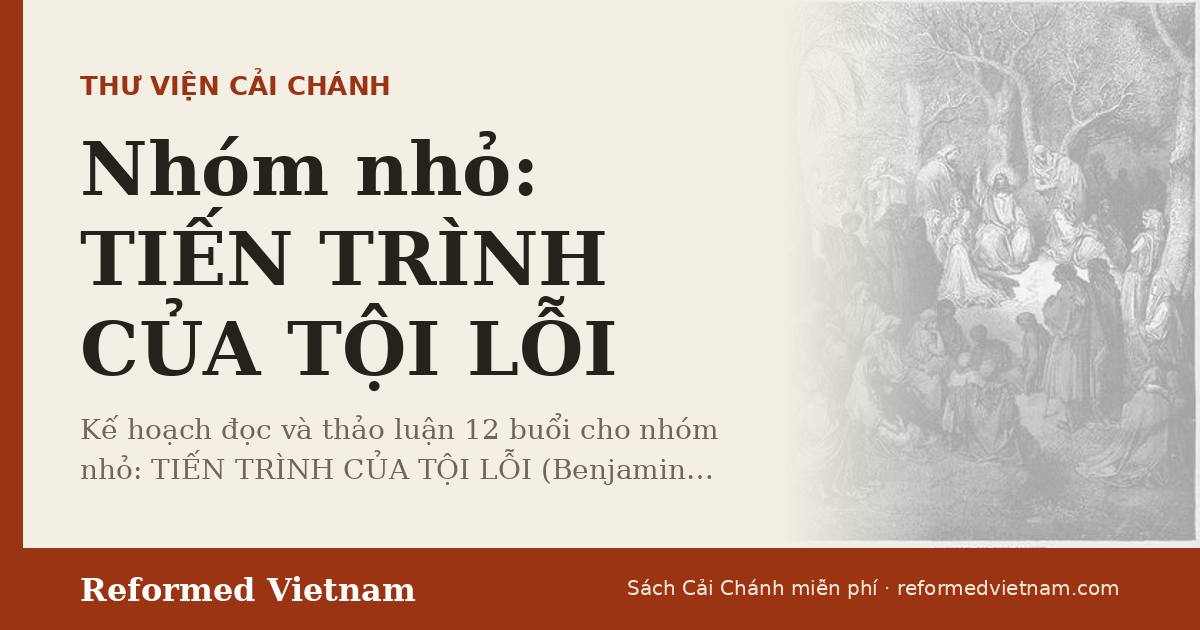 THƯ VIỆN CẢI CHÁNH
Nhóm nhỏ:
TIẾN TRÌNH
CỦA TỘI LỖI
Kế hoạch đọc và thảo luận 12 buổi cho nhóm
nhỏ: TIẾN TRÌNH CỦA TỘI LỖI (Benjamin…
Reformed Vietnam
Sách Cải Chánh miễn phí · reformedvietnam.com